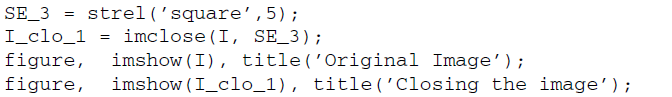 SE_3 = strel(’square’,5);
I_clo_1 = imclose(I, SE_3);
figure,  imshow(I), title(’Original Image’);
figure,  imshow(I_clo_1), title(’Closing the image’);